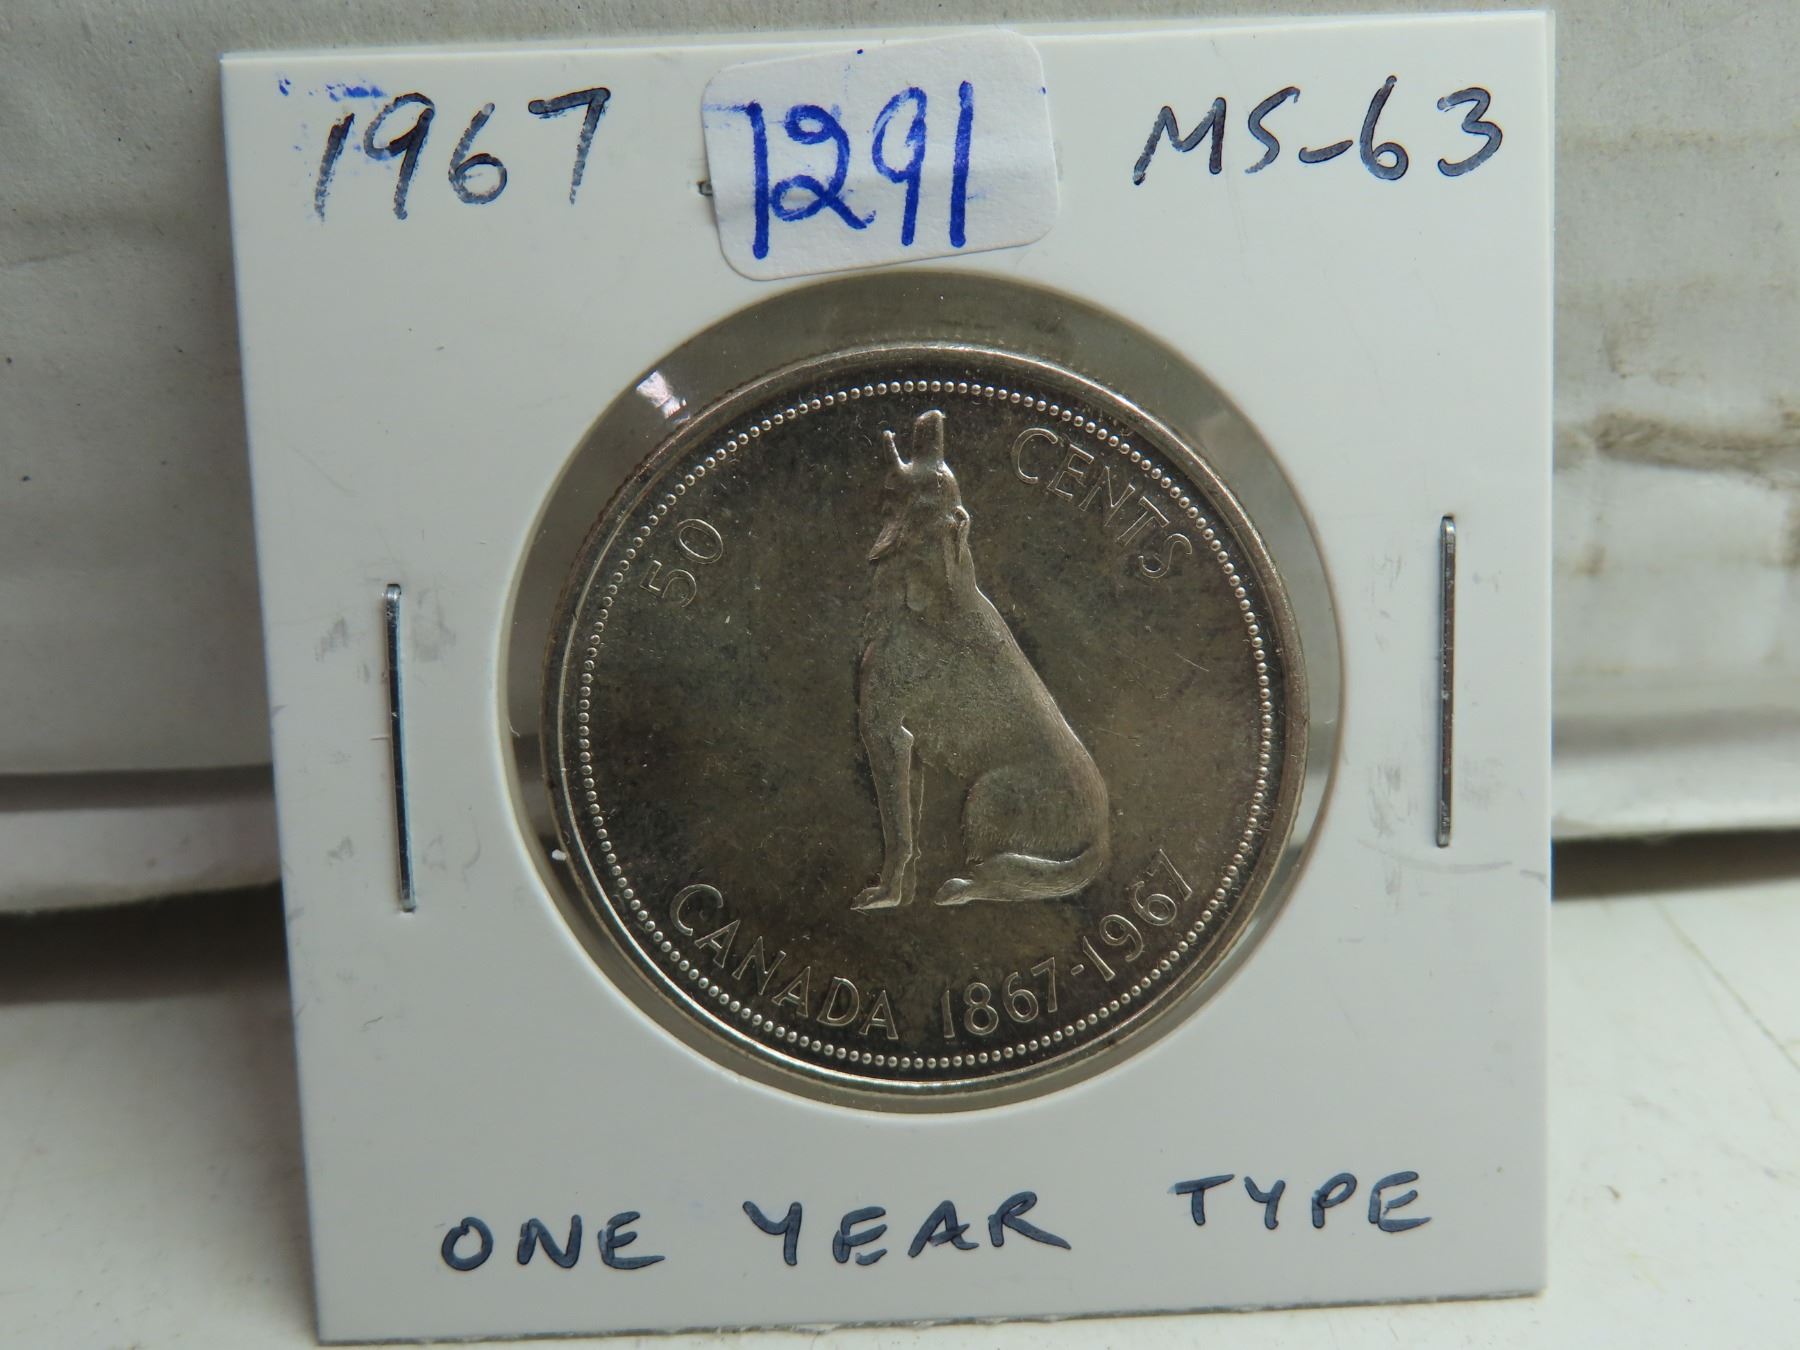 1967 1291 MS-63
50 CENTS
CANADA 1867-1967
ONE YEAR TYPE